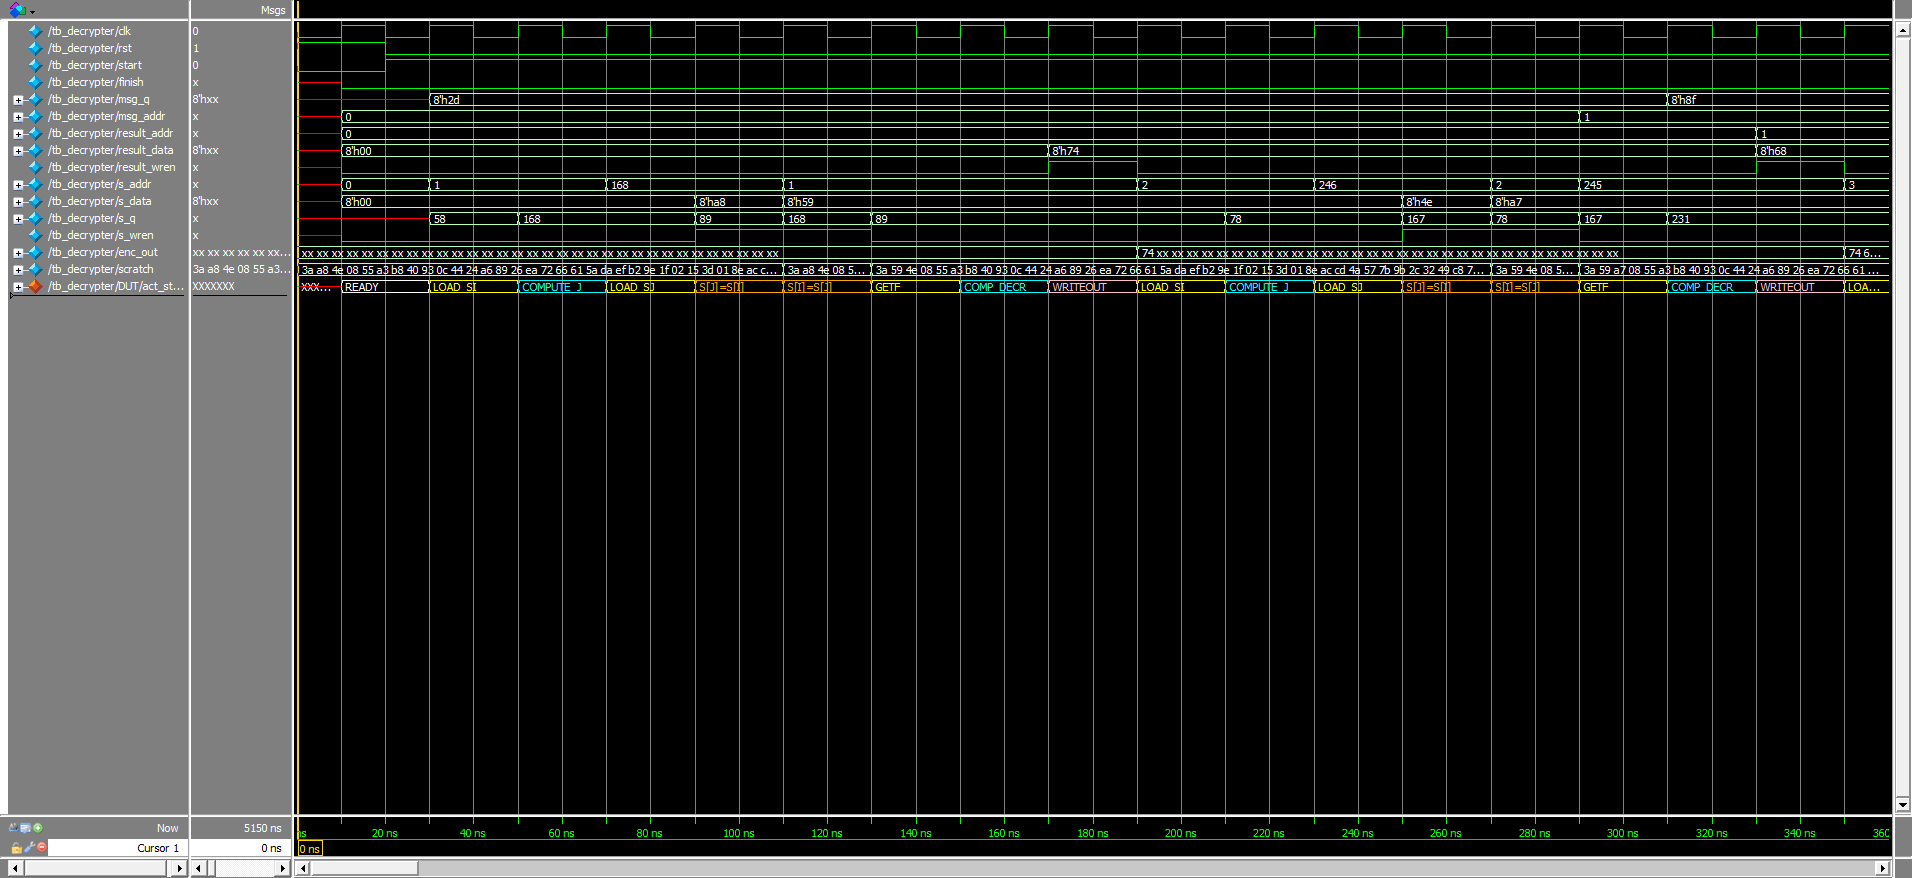 Msgs
/tb_decrypter/clk 0
/tb_decrypter/rst 1
/tb_decrypter/start 0
/tb_decrypter/finish x
/tb_decrypter/msg_q 8'hxx 8'h2d 8'h8f
/tb_decrypter/msg_addr x 0 1
/tb_decrypter/result_addr x 0 1
/tb_decrypter/result_data 8'hxx 8'h00 8'h74 8'h68
/tb_decrypter/result_wren x
/tb_decrypter/s_addr x 0 1 168 1 2 246 2 245 3
/tb_decrypter/s_data 8'hxx 8'h00 8'ha8 8'h59 8'h4e 8'ha7
/tb_decrypter/s_q x 58 168 89 168 89 78 167 78 167 231
/tb_decrypter/s_wren x
/tb_decrypter/enc_out xx xx xx xx xx xx... xx xx xx xx xx xx xx xx xx xx xx xx xx xx xx xx xx xx xx xx xx xx xx xx xx xx xx xx xx xx xx xx 74 xx xx xx xx xx xx xx xx xx xx xx xx xx xx xx xx xx xx xx xx xx xx xx xx xx xx xx xx xx xx xx xx xx 74 6...
/tb_decrypter/scratch 3a a8 4e 08 55 a3... 3a a8 4e 08 55 a3 b8 40 93 0c 44 24 a6 89 26 ea 72 66 61 5a da ef b2 9e 1f 02 15 3d 01 8e ac c... 3a a8 4e 08 5... 3a 59 4e 08 55 a3 b8 40 93 0c 44 24 a6 89 26 ea 72 66 61 5a da ef b2 9e 1f 02 15 3d 01 8e ac cd 4a 57 7b 9b 2c 32 49 c8 7... 3a 59 4e 08 5... 3a 59 a7 08 55 a3 b8 40 93 0c 44 24 a6 89 26 ea 72 66 61 ...
/tb_decrypter/DUT/act_st... XXXXXXX XXX... READY LOAD_SI COMPUTE_J LOAD_SJ S[J]=S[I] S[I]=S[J] GETF COMP_DECR WRITEOUT LOAD_SI COMPUTE_J LOAD_SJ S[J]=S[I] S[I]=S[J] GETF COMP_DECR WRITEOUT LOA...
Now 5150 ns ns 20 ns 40 ns 60 ns 80 ns 100 ns 120 ns 140 ns 160 ns 180 ns 200 ns 220 ns 240 ns 260 ns 280 ns 300 ns 320 ns 340 ns 360
Cursor 1 0 ns 0 ns